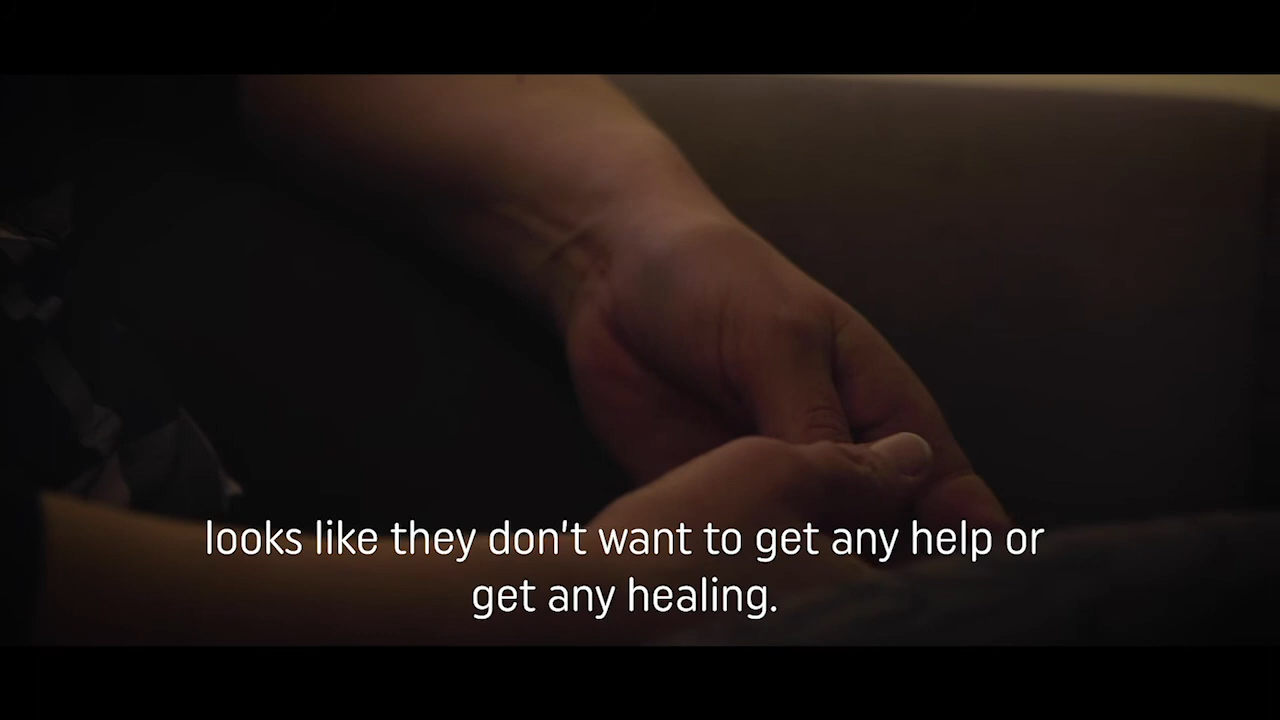 looks like they don't want to get any help or
get any healing.